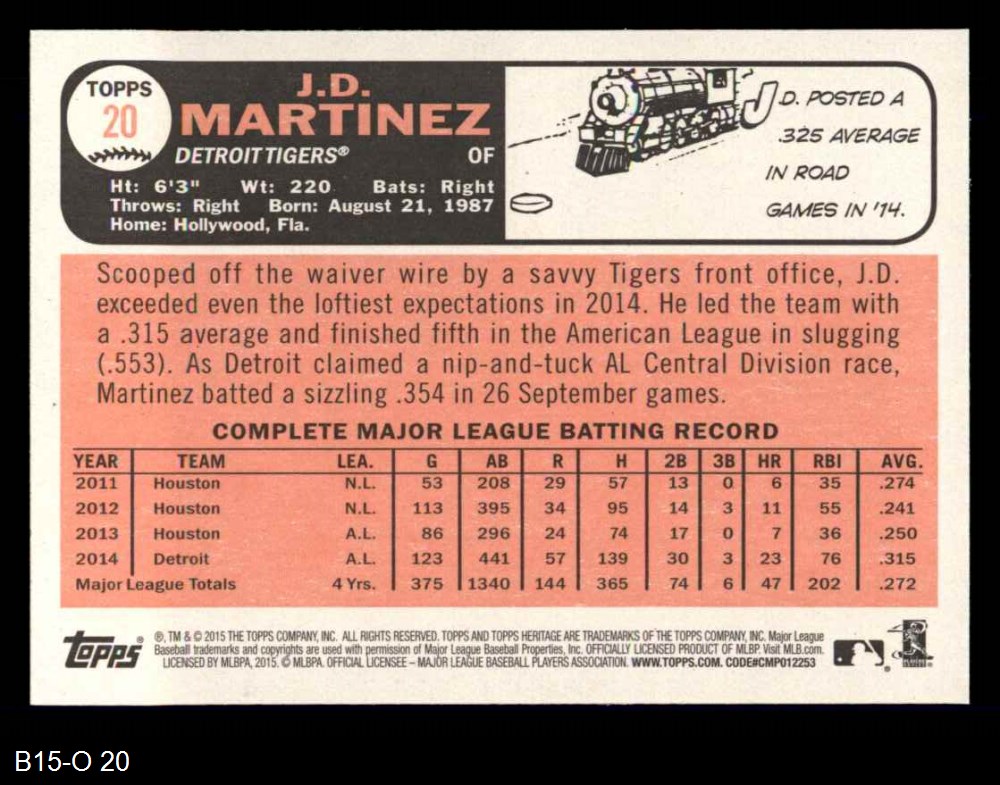 TOPPS
20
J.D.
MARTINEZ
DETROIT TIGERS® OF
Ht: 6'3" Wt: 220 Bats: Right
Throws: Right Born: August 21, 1987
Home: Hollywood, Fla.
J.D. POSTED A
.325 AVERAGE
IN ROAD
GAMES IN '14.
Scooped off the waiver wire by a savvy Tigers front office, J.D.
exceeded even the loftiest expectations in 2014. He led the team with
a .315 average and finished fifth in the American League in slugging
(.553). As Detroit claimed a nip-and-tuck AL Central Division race,
Martinez batted a sizzling .354 in 26 September games.
COMPLETE MAJOR LEAGUE BATTING RECORD
YEAR TEAM LEA. G AB R H 2B 3B HR RBI AVG.
2011 Houston N.L. 53 208 29 57 13 0 6 35 .274
2012 Houston N.L. 113 395 34 95 14 3 11 55 .241
2013 Houston A.L. 86 296 24 74 17 0 7 36 .250
2014 Detroit A.L. 123 441 57 139 30 3 23 76 .315
Major League Totals 4 Yrs. 375 1340 144 365 74 6 47 202 .272
topps®
®, TM & © 2015 THE TOPPS COMPANY, INC. ALL RIGHTS RESERVED. TOPPS AND TOPPS HERITAGE ARE TRADEMARKS OF THE TOPPS COMPANY, INC. Major League
Baseball trademarks and copyrights are used with permission of Major League Baseball Properties, Inc. OFFICIALLY LICENSED PRODUCT OF MLBP. Visit MLB.com.
LICENSED BY MLBPA, 2015. © MLBPA. OFFICIAL LICENSEE – MAJOR LEAGUE BASEBALL PLAYERS ASSOCIATION. WWW.TOPPS.COM. CODE#CMP012253
B15-O 20